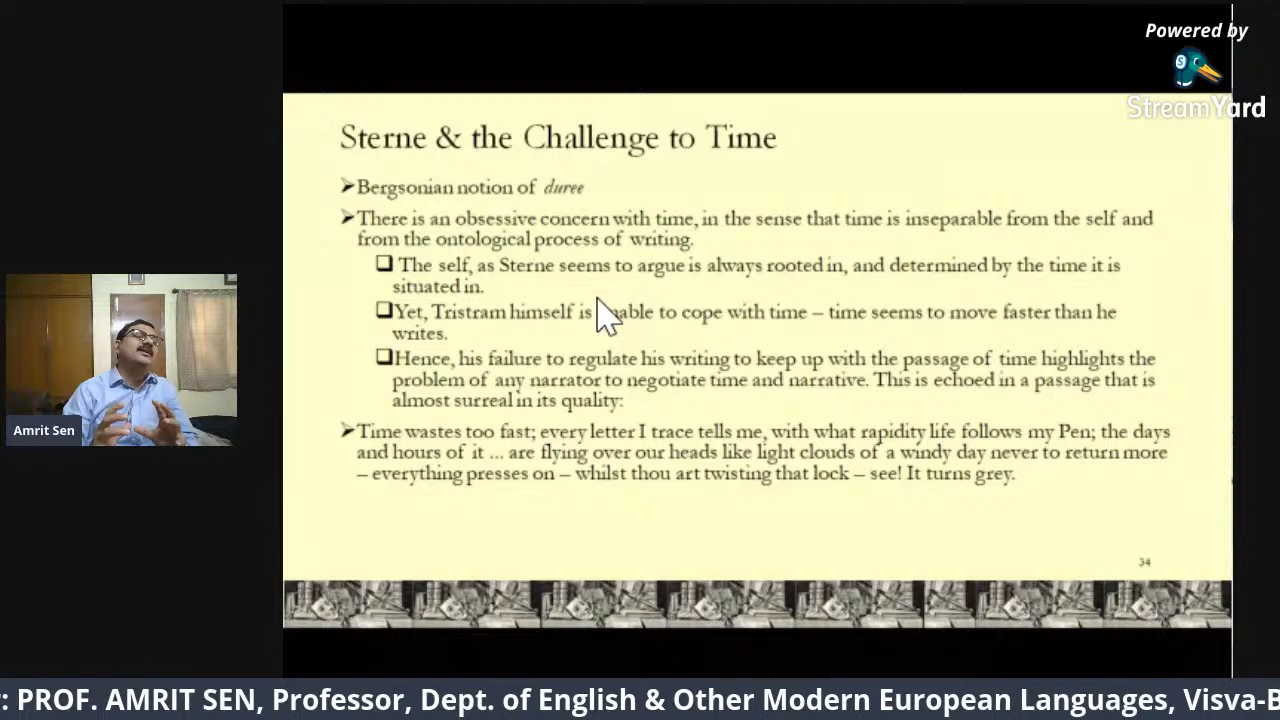 Powered by
S
StreamYard
Sterne & the Challenge to Time
➤Bergsonian notion of duree
➤There is an obsessive concern with time, in the sense that time is inseparable from the self and
from the ontological process of writing.
❑ The self, as Sterne seems to argue is always rooted in, and determined by the time it is
situated in.
❑Yet, Tristram himself is able to cope with time – time seems to move faster than he
writes.
❑Hence, his failure to regulate his writing to keep up with the passage of time highlights the
problem of any narrator to negotiate time and narrative. This is echoed in a passage that is
almost surreal in its quality:
➤Time wastes too fast; every letter I trace tells me, with what rapidity life follows my Pen; the days
and hours of it ... are flying over our heads like light clouds of a windy day never to return more
– everything presses on – whilst thou art twisting that lock – see! It turns grey.
34
Amrit Sen
: PROF. AMRIT SEN, Professor, Dept. of English & Other Modern European Languages, Visva-B